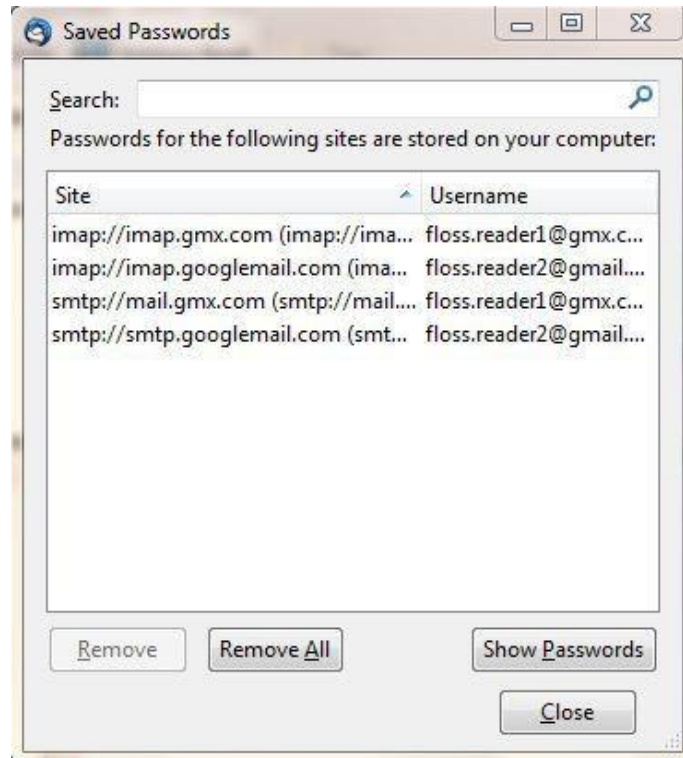 Saved Passwords
Search:
Passwords for the following sites are stored on your computer:
Site Username
imap://imap.gmx.com (imap://ima... floss.reader1@gmx.c...
imap://imap.googlemail.com (ima... floss.reader2@gmail....
smtp://mail.gmx.com (smtp://mail.... floss.reader1@gmx.c...
smtp://smtp.googlemail.com (smt... floss.reader2@gmail....
Remove Remove All Show Passwords
Close